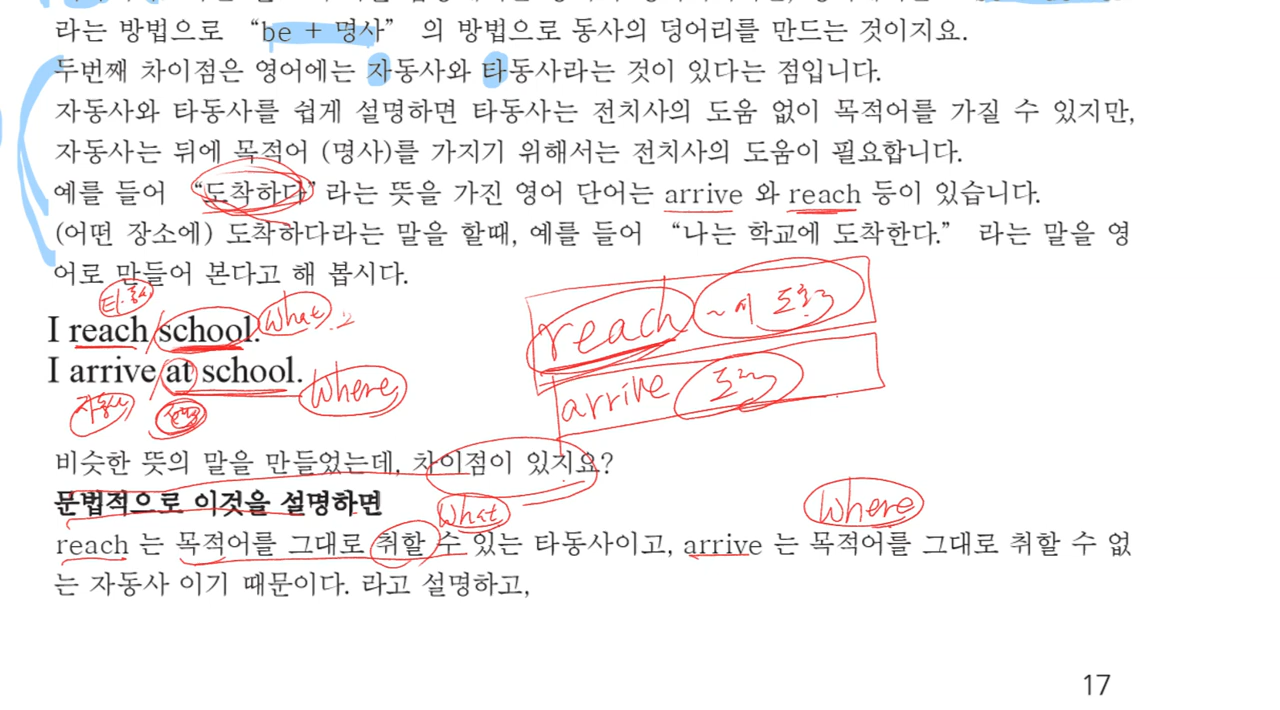 라는 방법으로 “be + 명사” 의 방법으로 동사의 덩어리를 만드는 것이지요.
두번째 차이점은 영어에는 자동사와 타동사라는 것이 있다는 점입니다.
자동사와 타동사를 쉽게 설명하면 타동사는 전치사의 도움 없이 목적어를 가질 수 있지만,
자동사는 뒤에 목적어 (명사)를 가지기 위해서는 전치사의 도움이 필요합니다.
예를 들어 “도착하다” 라는 뜻을 가진 영어 단어는 arrive 와 reach 등이 있습니다.
(어떤 장소에) 도착하다라는 말을 할때, 예를 들어 “나는 학교에 도착한다.” 라는 말을 영
어로 만들어 본다고 해 봅시다.
타동사
I reach school.
What
reach ~에
I arrive at school.
Where
arrive
자동사
비슷한 뜻의 말을 만들었는데, 차이점이 있지요?
문법적으로 이것을 설명하면
What
Where
reach 는 목적어를 그대로 취할 수 있는 타동사이고, arrive 는 목적어를 그대로 취할 수 없
는 자동사 이기 때문이다. 라고 설명하고,
17